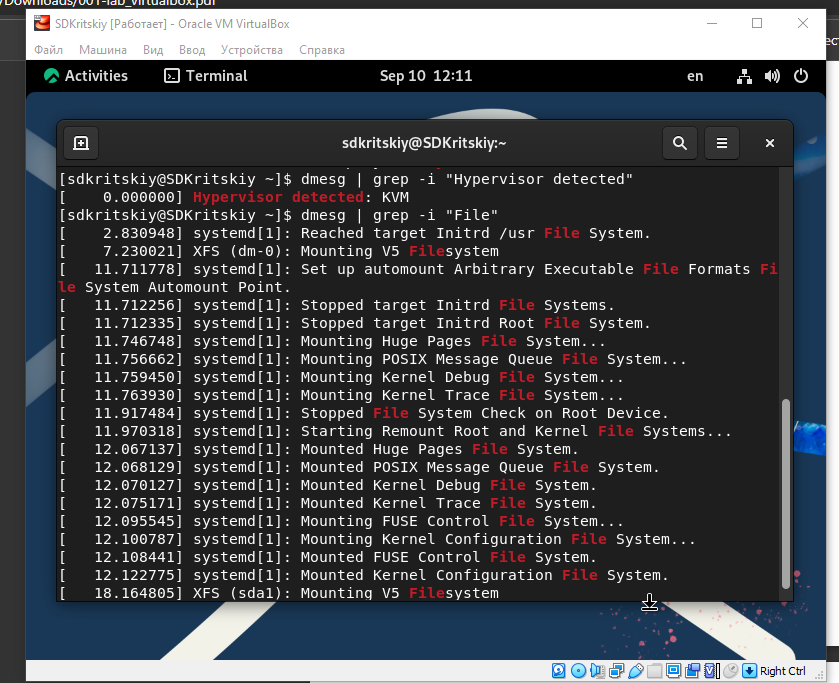 /Downloads/001-lab_virtualbox.pdf
SDKritskiy [Работает] - Oracle VM VirtualBox
Файл Машина Вид Ввод Устройства Справка
Activities Terminal Sep 10 12:11 en
sdkritskiy@SDKritskiy:~
[sdkritskiy@SDKritskiy ~]$ dmesg | grep -i "Hypervisor detected"
[    0.000000] Hypervisor detected: KVM
[sdkritskiy@SDKritskiy ~]$ dmesg | grep -i "File"
[    2.830948] systemd[1]: Reached target Initrd /usr File System.
[    7.230021] XFS (dm-0): Mounting V5 Filesystem
[   11.711778] systemd[1]: Set up automount Arbitrary Executable File Formats Fi
le System Automount Point.
[   11.712256] systemd[1]: Stopped target Initrd File Systems.
[   11.712335] systemd[1]: Stopped target Initrd Root File System.
[   11.746748] systemd[1]: Mounting Huge Pages File System...
[   11.756662] systemd[1]: Mounting POSIX Message Queue File System...
[   11.759450] systemd[1]: Mounting Kernel Debug File System...
[   11.763930] systemd[1]: Mounting Kernel Trace File System...
[   11.917484] systemd[1]: Stopped File System Check on Root Device.
[   11.970318] systemd[1]: Starting Remount Root and Kernel File Systems...
[   12.067137] systemd[1]: Mounted Huge Pages File System.
[   12.068129] systemd[1]: Mounted POSIX Message Queue File System.
[   12.070127] systemd[1]: Mounted Kernel Debug File System.
[   12.075171] systemd[1]: Mounted Kernel Trace File System.
[   12.095545] systemd[1]: Mounting FUSE Control File System...
[   12.100787] systemd[1]: Mounting Kernel Configuration File System...
[   12.108441] systemd[1]: Mounted FUSE Control File System.
[   12.122775] systemd[1]: Mounted Kernel Configuration File System.
[   18.164805] XFS (sda1): Mounting V5 Filesystem
Right Ctrl